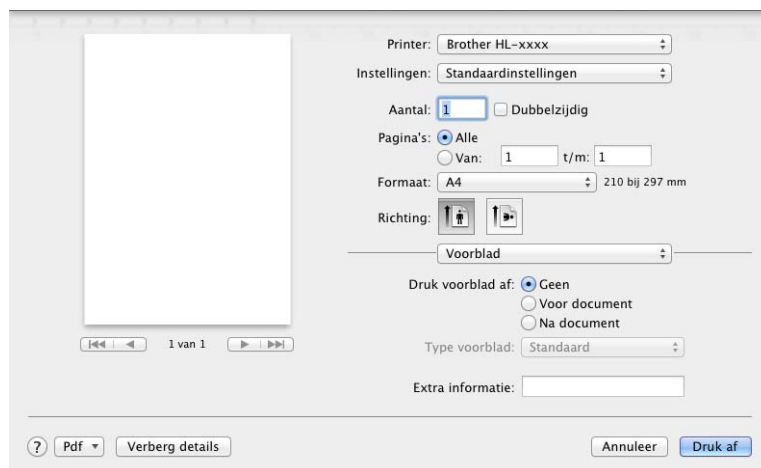 Printer: Brother HL-xxxx
Instellingen: Standaardinstellingen
Aantal: 1 Dubbelzijdig
Pagina's: Alle
Van: 1 t/m: 1
Formaat: A4 210 bij 297 mm
Richting:
Voorblad
Druk voorblad af: Geen
Voor document
Na document
1 van 1
Type voorblad: Standaard
Extra informatie:
? Pdf Verberg details Annuleer Druk af